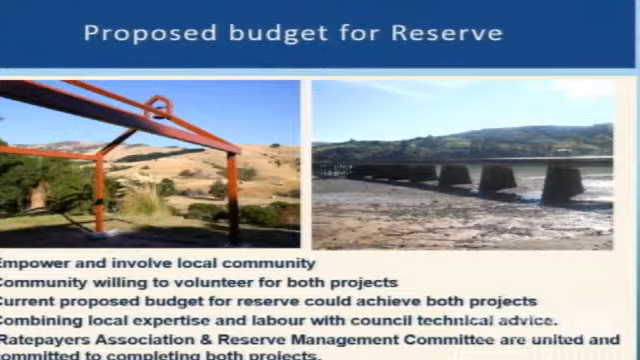 Proposed budget for Reserve
Empower and involve local community
Community willing to volunteer for both projects
Current proposed budget for reserve could achieve both projects
Combining local expertise and labour with council technical advice.
Ratepayers Association & Reserve Management Committee are united and
committed to completing both projects.